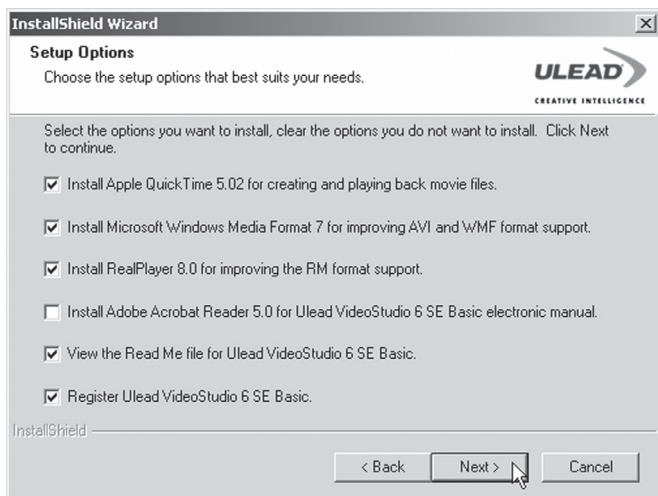 InstallShield Wizard
Setup Options
Choose the setup options that best suits your needs.
ULEAD
CREATIVE INTELLIGENCE
Select the options you want to install, clear the options you do not want to install. Click Next
to continue.
Install Apple QuickTime 5.02 for creating and playing back movie files.
Install Microsoft Windows Media Format 7 for improving AVI and WMF format support.
Install RealPlayer 8.0 for improving the RM format support.
Install Adobe Acrobat Reader 5.0 for Ulead VideoStudio 6 SE Basic electronic manual.
View the Read Me file for Ulead VideoStudio 6 SE Basic.
Register Ulead VideoStudio 6 SE Basic.
InstallShield
< Back Next > Cancel